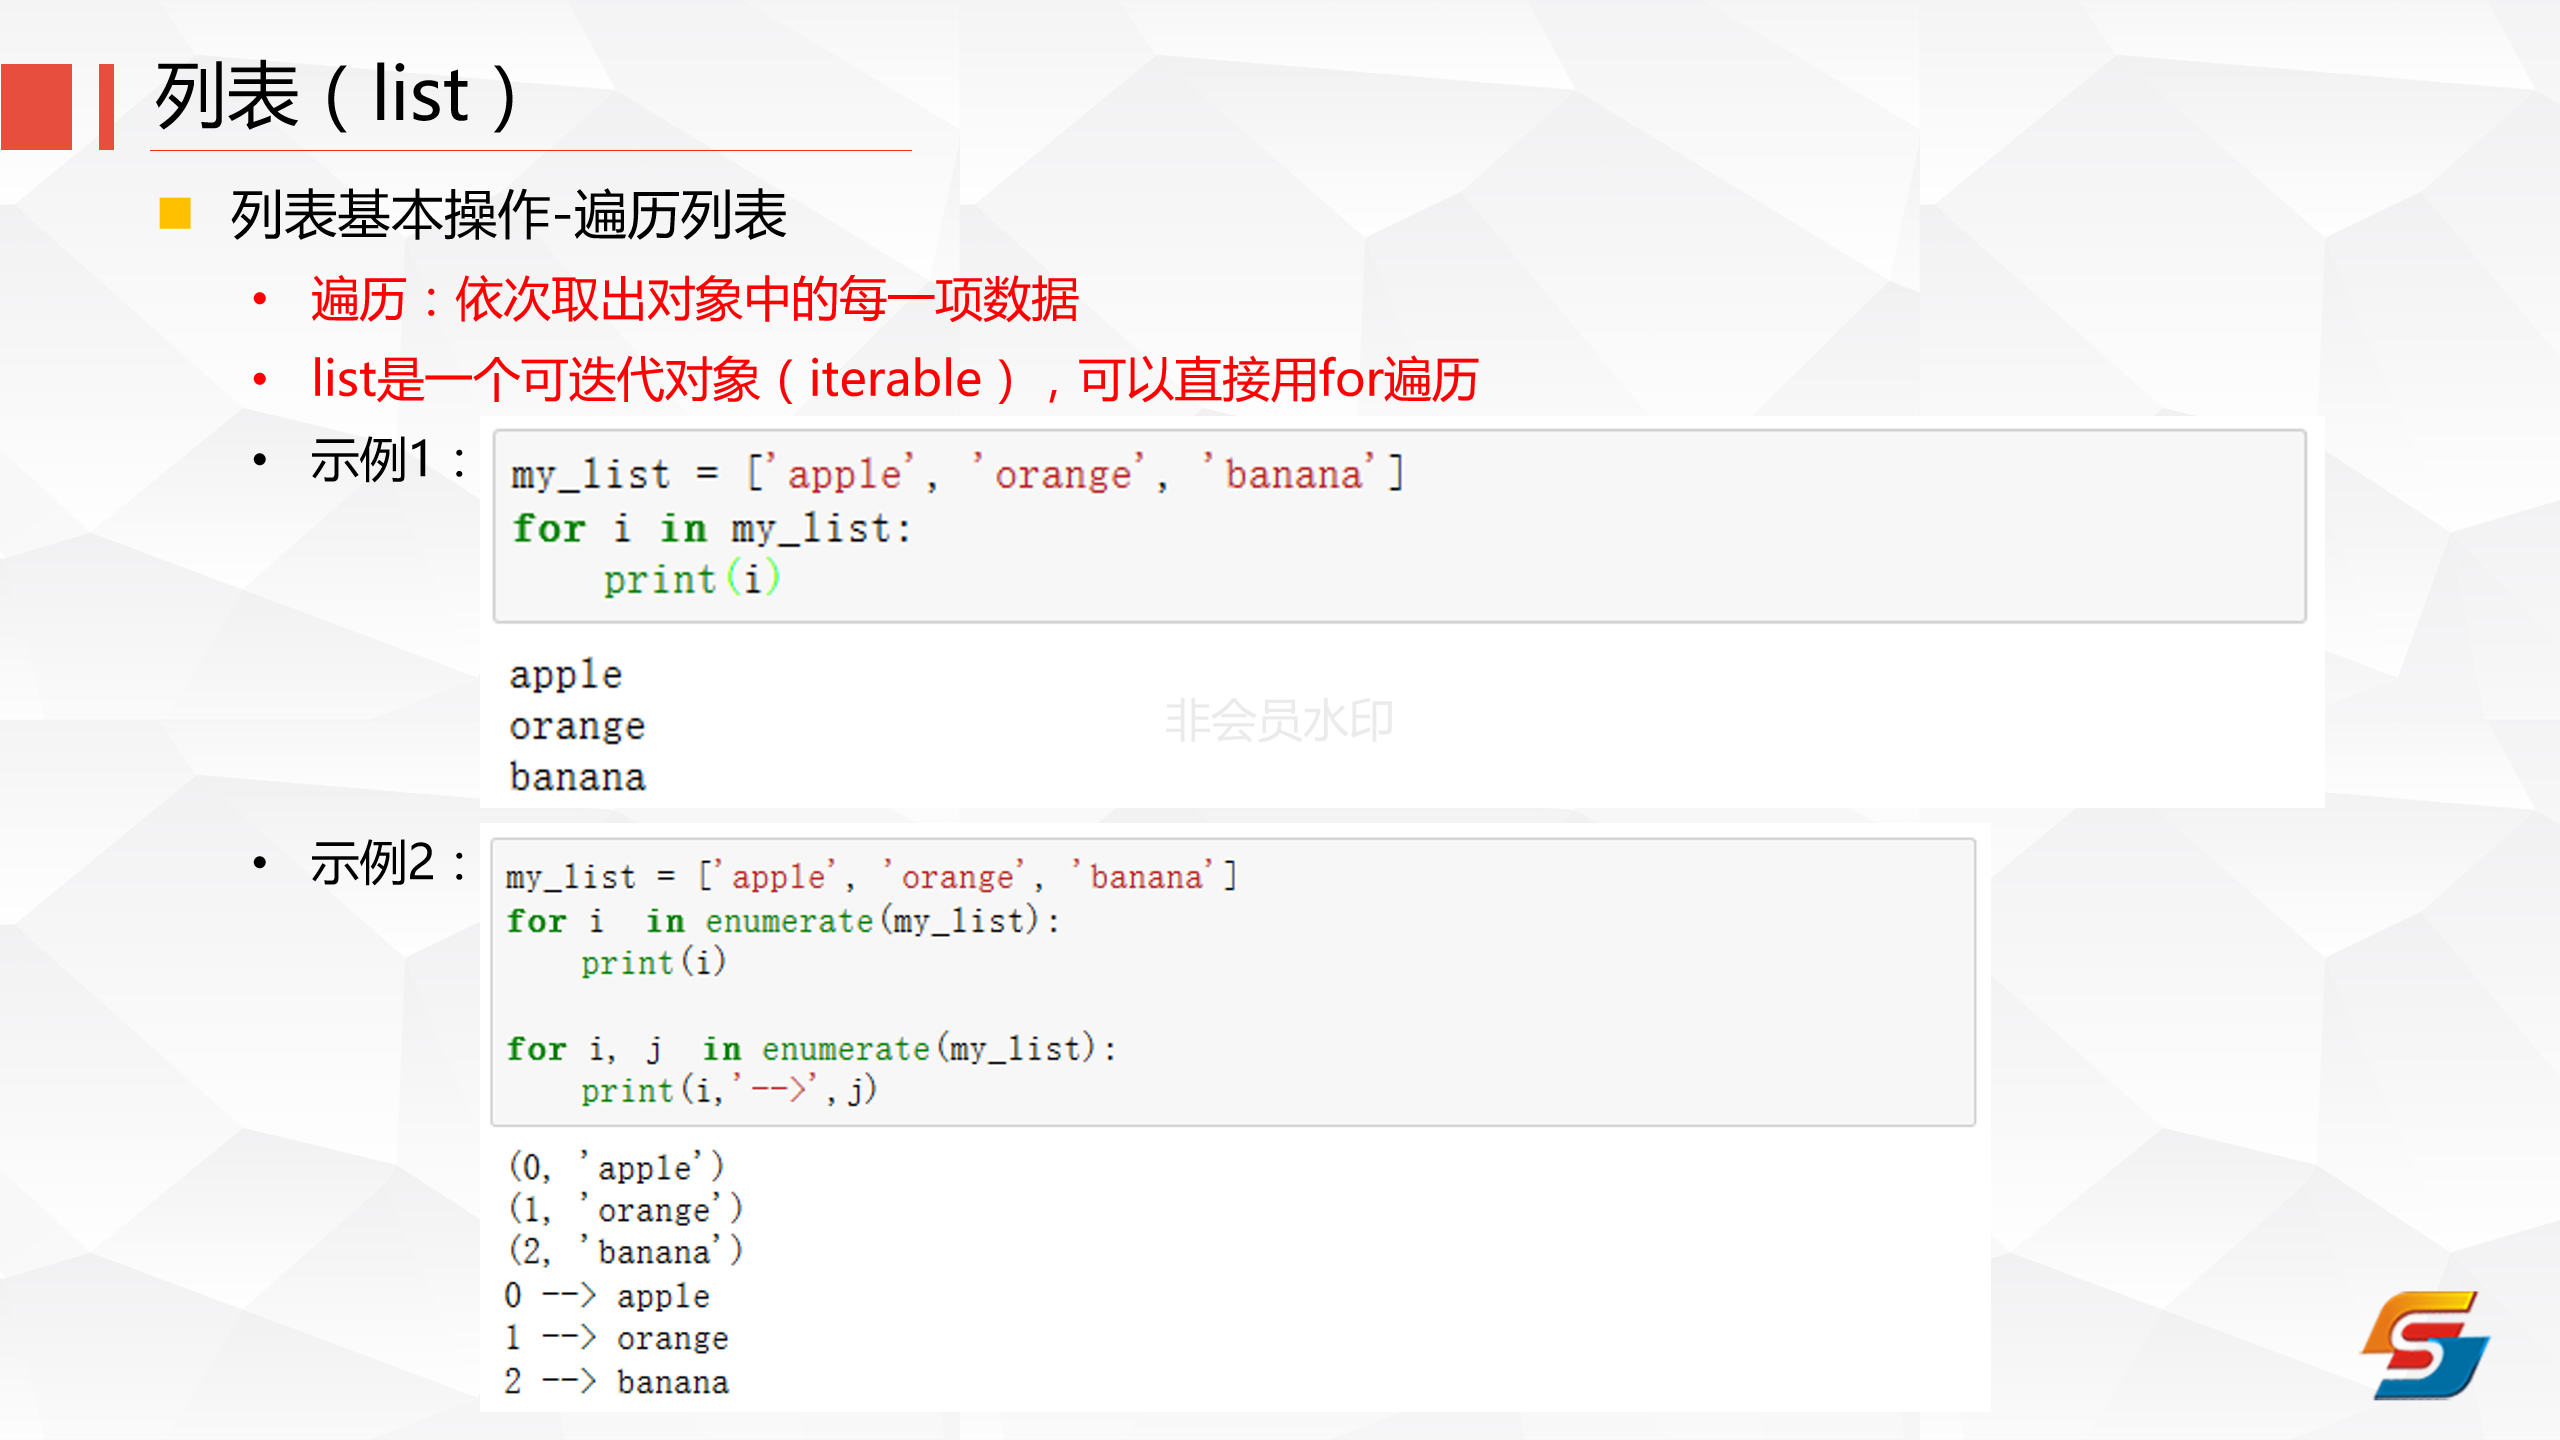 列表（list）
列表基本操作-遍历列表
• 遍历：依次取出对象中的每一项数据
• list是一个可迭代对象（iterable），可以直接用for遍历
• 示例1：
my_list = ['apple', 'orange', 'banana']
for i in my_list:
    print(i)
apple
orange
banana
非会员水印
• 示例2：
my_list = ['apple', 'orange', 'banana']
for i  in enumerate(my_list):
    print(i)
for i, j  in enumerate(my_list):
    print(i,'-->',j)
(0, 'apple')
(1, 'orange')
(2, 'banana')
0 --> apple
1 --> orange
2 --> banana